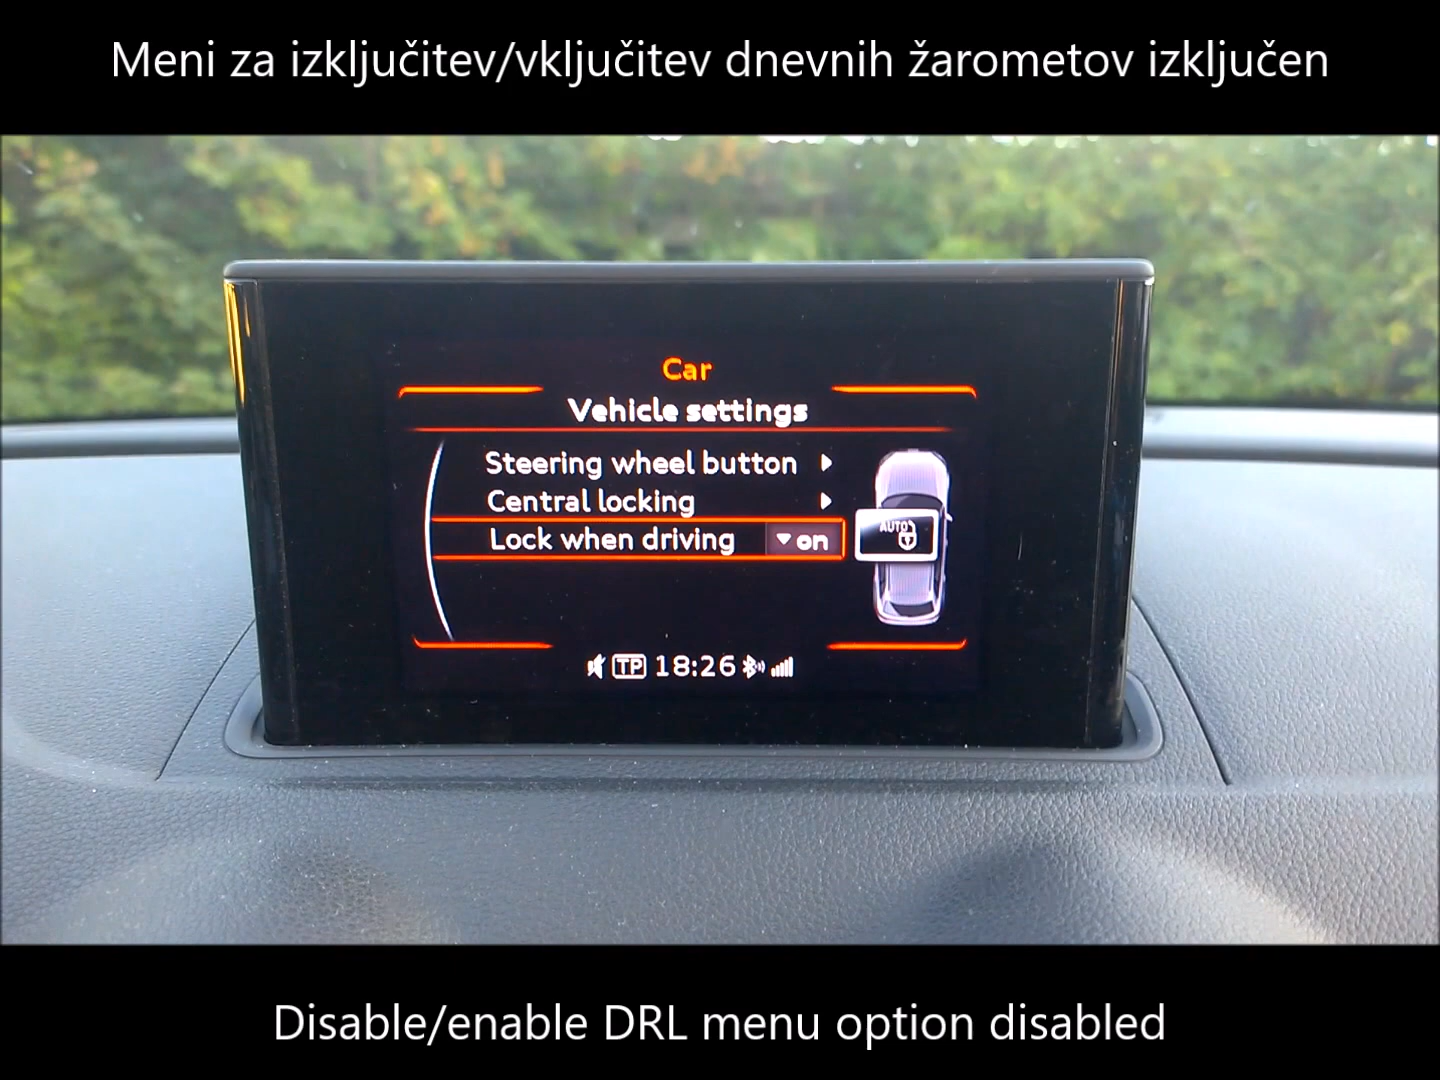 Meni za izključitev/vključitev dnevnih žarometov izključen
Car
Vehicle settings
Steering wheel button
Central locking
Lock when driving on
AUTO
TP 18:26
Disable/enable DRL menu option disabled